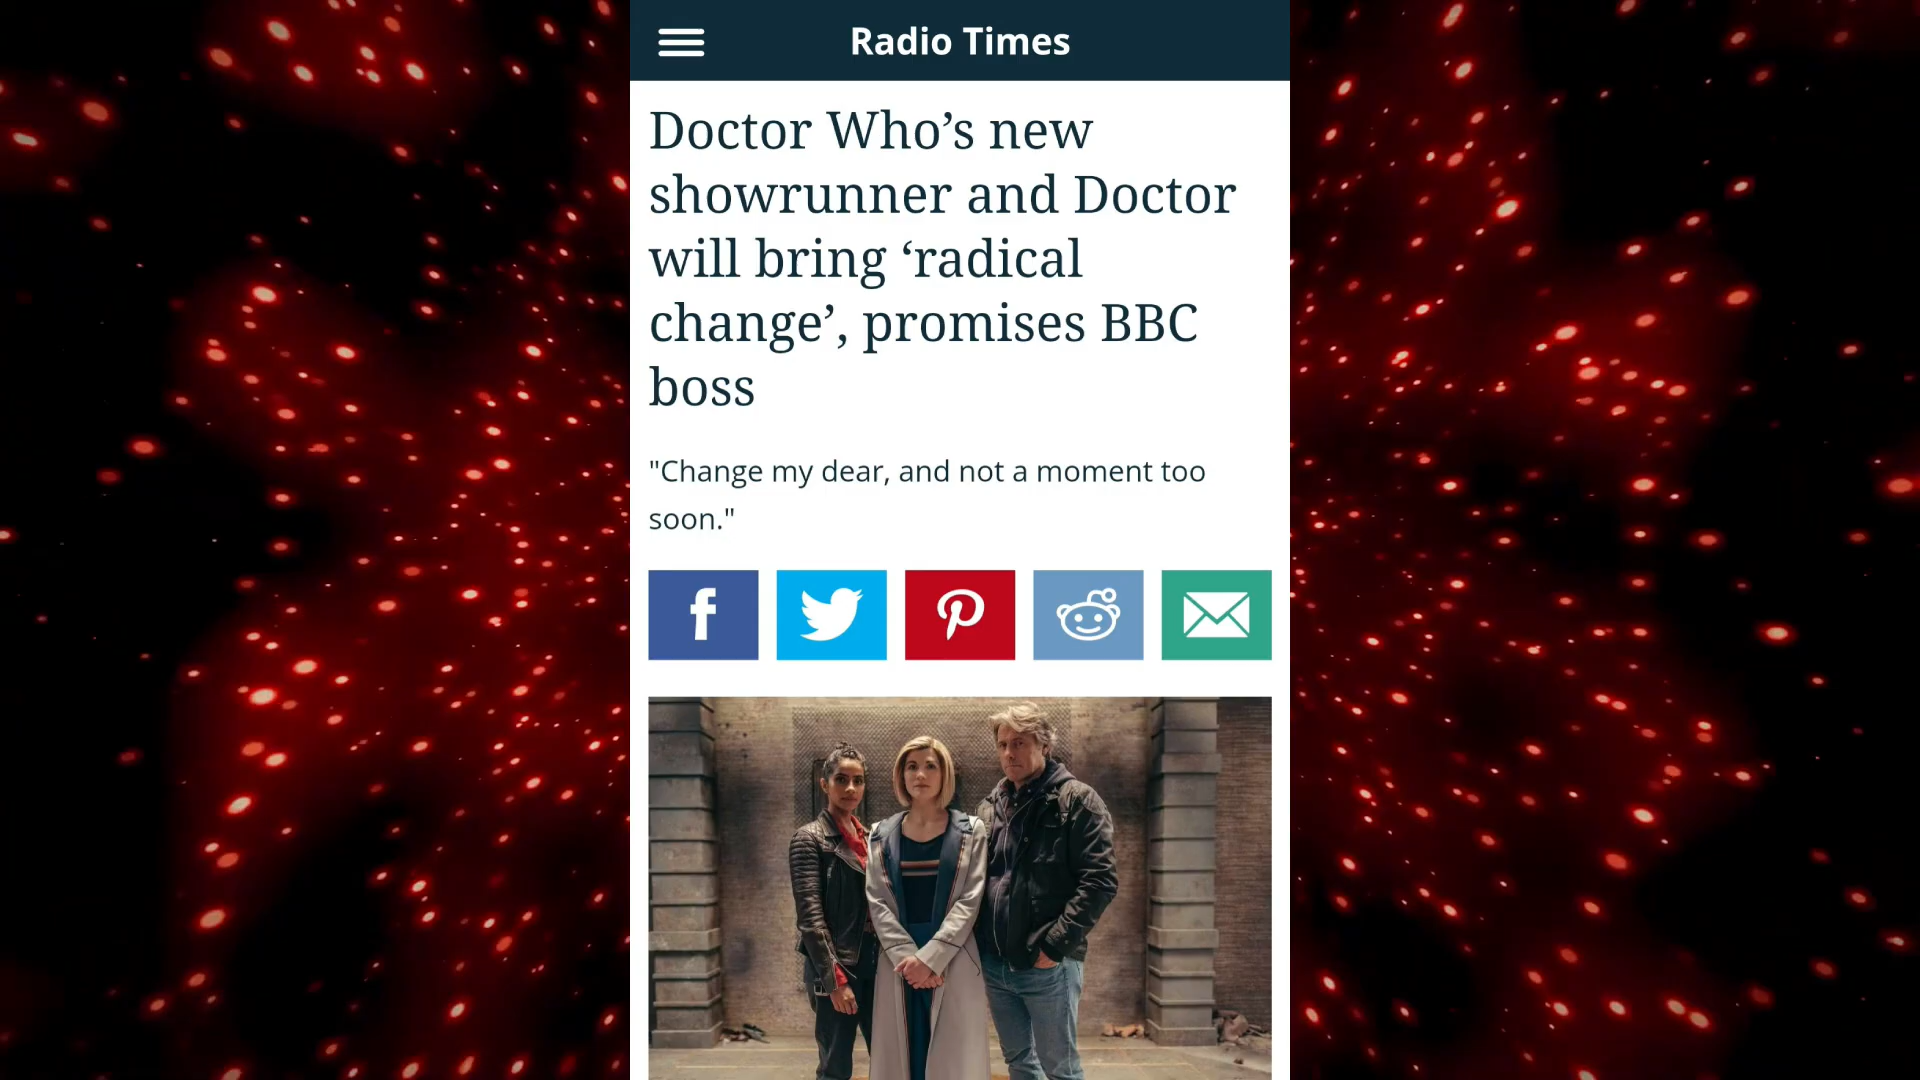 Radio Times
Doctor Who’s new
showrunner and Doctor
will bring ‘radical
change’, promises BBC
boss
"Change my dear, and not a moment too
soon."